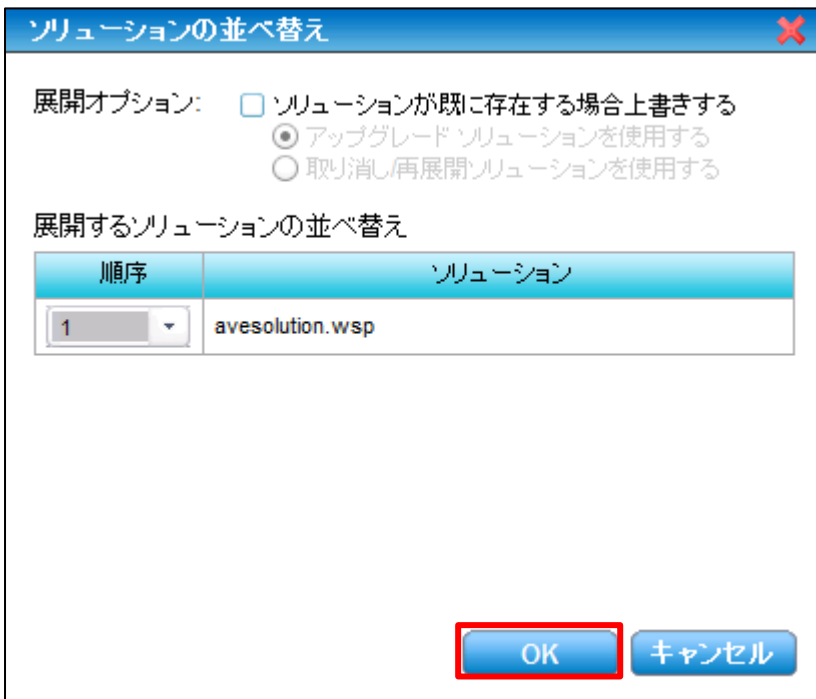 ソリューションの並べ替え
展開オプション: ソリューションが既に存在する場合上書きする
アップグレード ソリューションを使用する
取り消し/再展開ソリューションを使用する
展開するソリューションの並べ替え
順序 ソリューション
1 avesolution.wsp
OK キャンセル